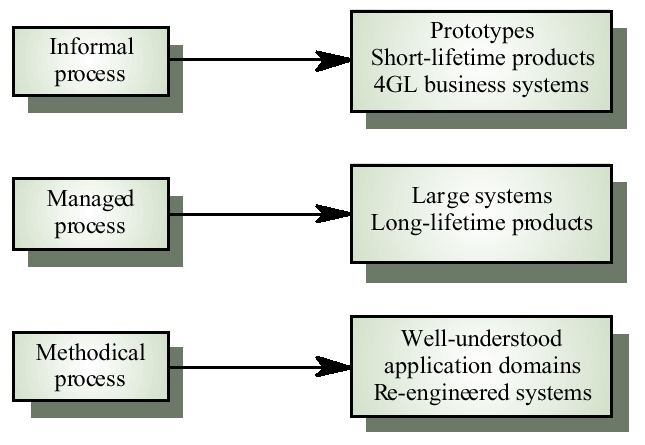 Informal
process
Prototypes
Short-lifetime products
4GL business systems
Managed
process
Large systems
Long-lifetime products
Methodical
process
Well-understood
application domains
Re-engineered systems